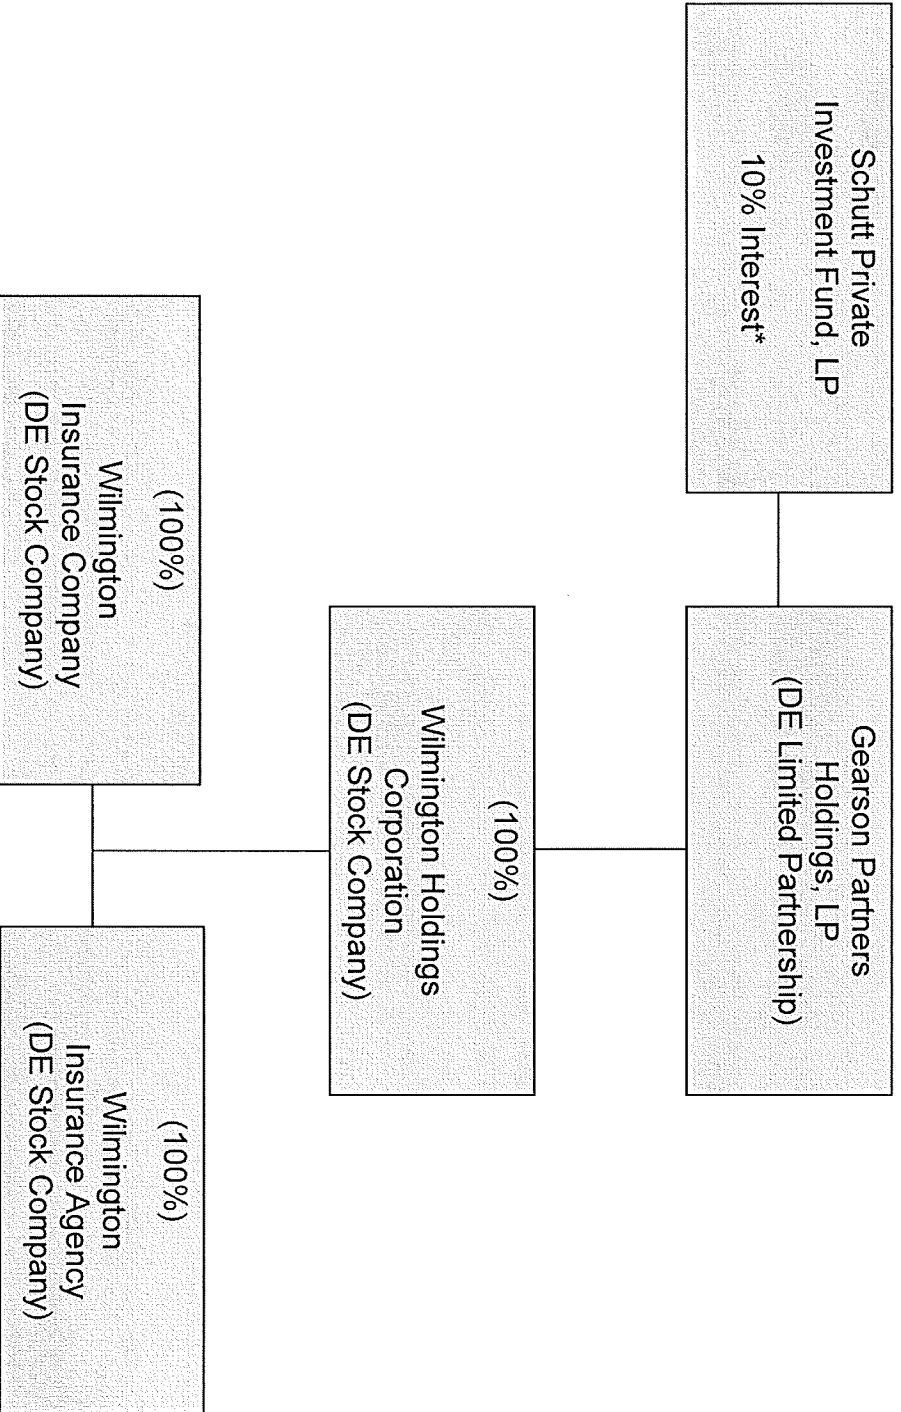 Schutt Private
Investment Fund, LP
10% Interest*
Gearson Partners
Holdings, LP
(DE Limited Partnership)
(100%)
Wilmington Holdings
Corporation
(DE Stock Company)
(100%)
Wilmington
Insurance Company
(DE Stock Company)
(100%)
Wilmington
Insurance Agency
(DE Stock Company)